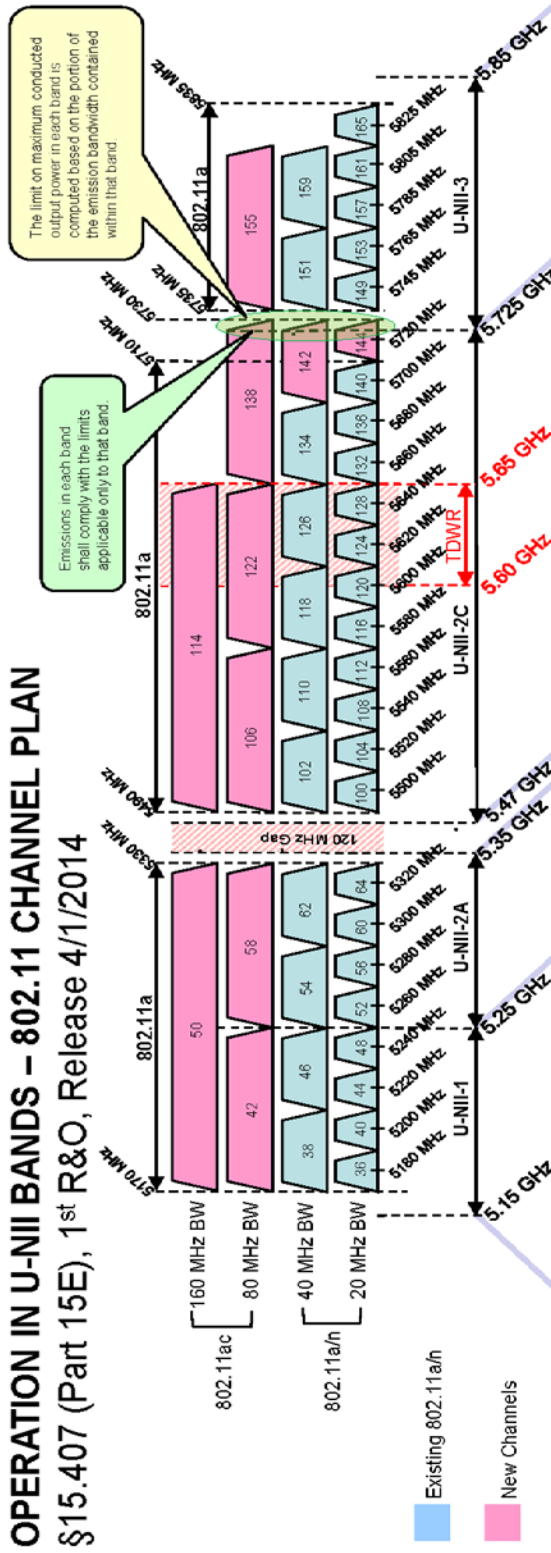 OPERATION IN U-NII BANDS – 802.11 CHANNEL PLAN
§15.407 (Part 15E), 1st R&O, Release 4/1/2014
Emissions in each band
shall comply with the limits
applicable only to that band.
The limit on maximum conducted
output power in each band is
computed based on the portion of
the emission bandwidth contained
within that band.
5170 MHz
5330 MHz
5490 MHz
5710 MHz
5730 MHz
5735 MHz
5835 MHz
802.11a
802.11a
802.11a
802.11ac
160 MHz BW
50
114
80 MHz BW
42
58
106
122
138
155
802.11a/n
40 MHz BW
38
46
54
62
102
110
118
126
134
142
151
159
20 MHz BW
36
40
44
48
52
56
60
64
100
104
108
112
116
120
124
128
132
136
140
144
149
153
157
161
165
120 MHz Gap
5180 MHz
5200 MHz
5220 MHz
5240 MHz
5260 MHz
5280 MHz
5300 MHz
5320 MHz
5500 MHz
5520 MHz
5540 MHz
5560 MHz
5580 MHz
5600 MHz
5620 MHz
5640 MHz
5660 MHz
5680 MHz
5700 MHz
5720 MHz
5745 MHz
5765 MHz
5785 MHz
5805 MHz
5825 MHz
TDWR
U-NII-1
U-NII-2A
U-NII-2C
U-NII-3
5.15 GHz
5.25 GHz
5.35 GHz
5.47 GHz
5.60 GHz
5.65 GHz
5.725 GHz
5.85 GHz
Existing 802.11a/n
New Channels